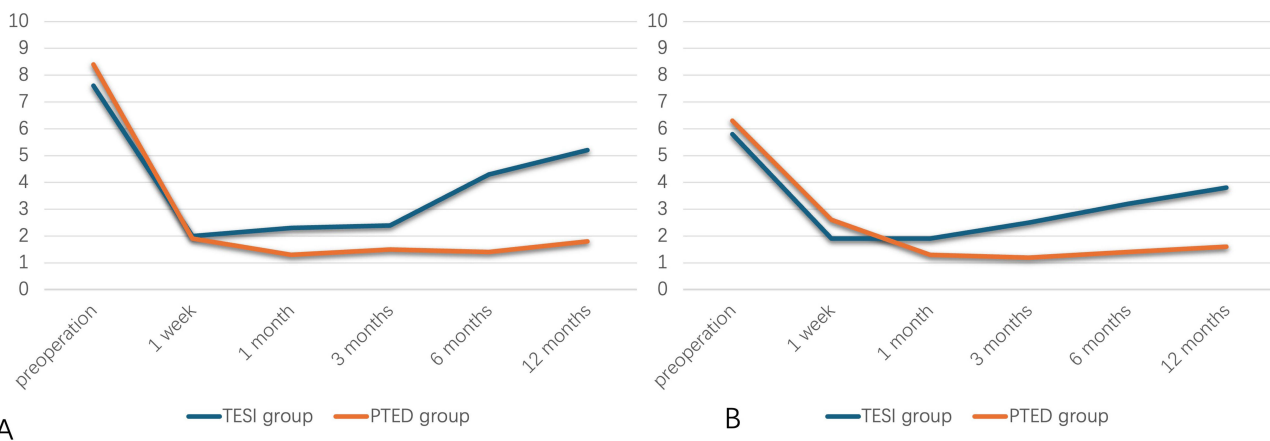 10
9
8
7
6
5
4
3
2
1
0
preoperation
1 week
1 month
3 months
6 months
12 months
TESI group
PTED group
A
10
9
8
7
6
5
4
3
2
1
0
preoperation
1 week
1 month
3 months
6 months
12 months
TESI group
PTED group
B